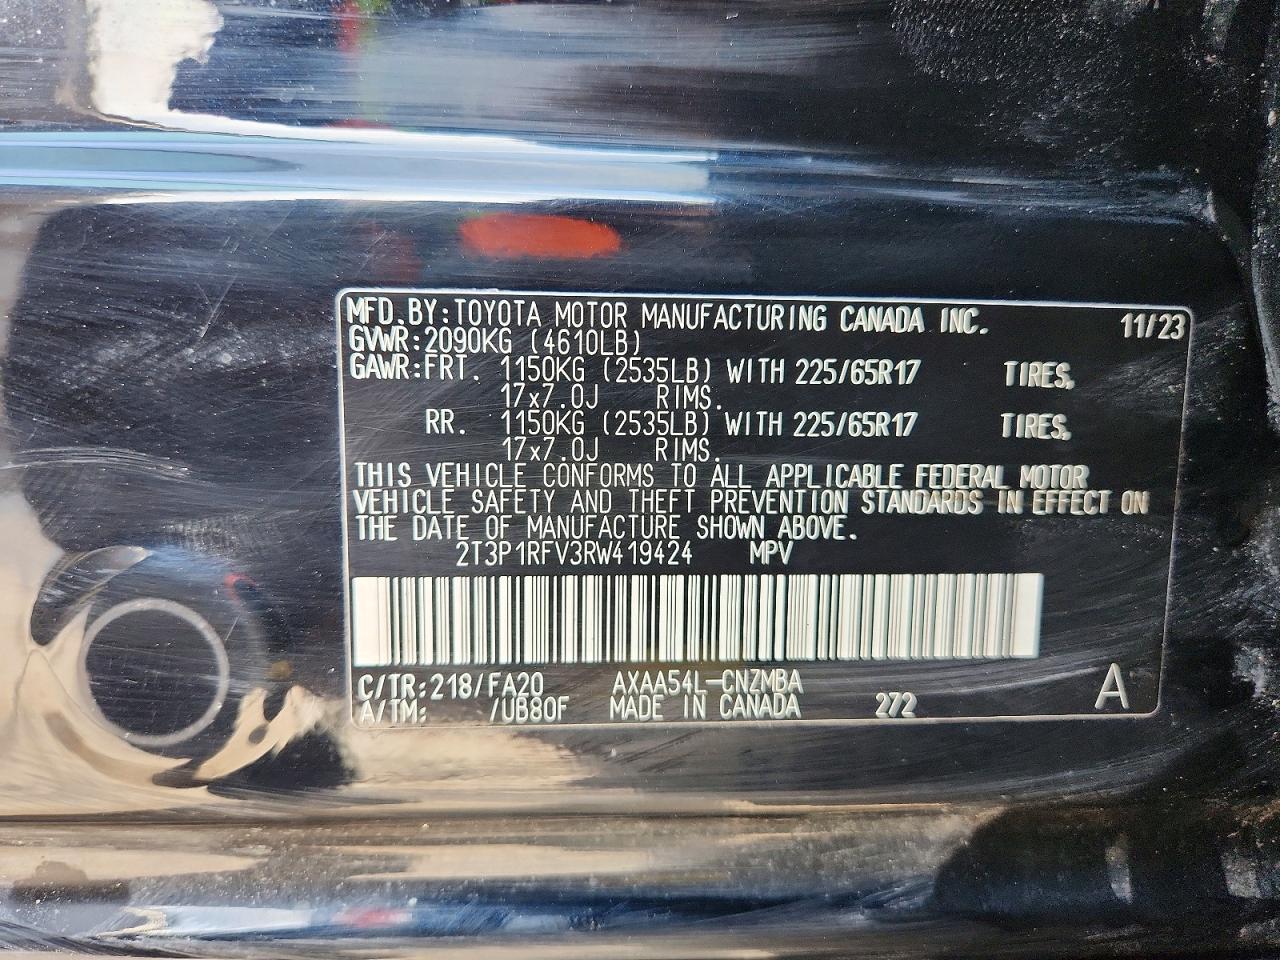 MFD. BY: TOYOTA MOTOR MANUFACTURING CANADA INC. 11/23
GVWR: 2090KG (4610LB)
GAWR: FRT. 1150KG (2535LB) WITH 225/65R17 TIRES,
17x7.0J RIMS.
RR. 1150KG (2535LB) WITH 225/65R17 TIRES,
17x7.0J RIMS.
THIS VEHICLE CONFORMS TO ALL APPLICABLE FEDERAL MOTOR
VEHICLE SAFETY AND THEFT PREVENTION STANDARDS IN EFFECT ON
THE DATE OF MANUFACTURE SHOWN ABOVE.
2T3P1RFV3RW419424 MPV
C/TR: 218/FA20 AXAA54L-CNZMBA
A/TM: /UB80F MADE IN CANADA 272 A